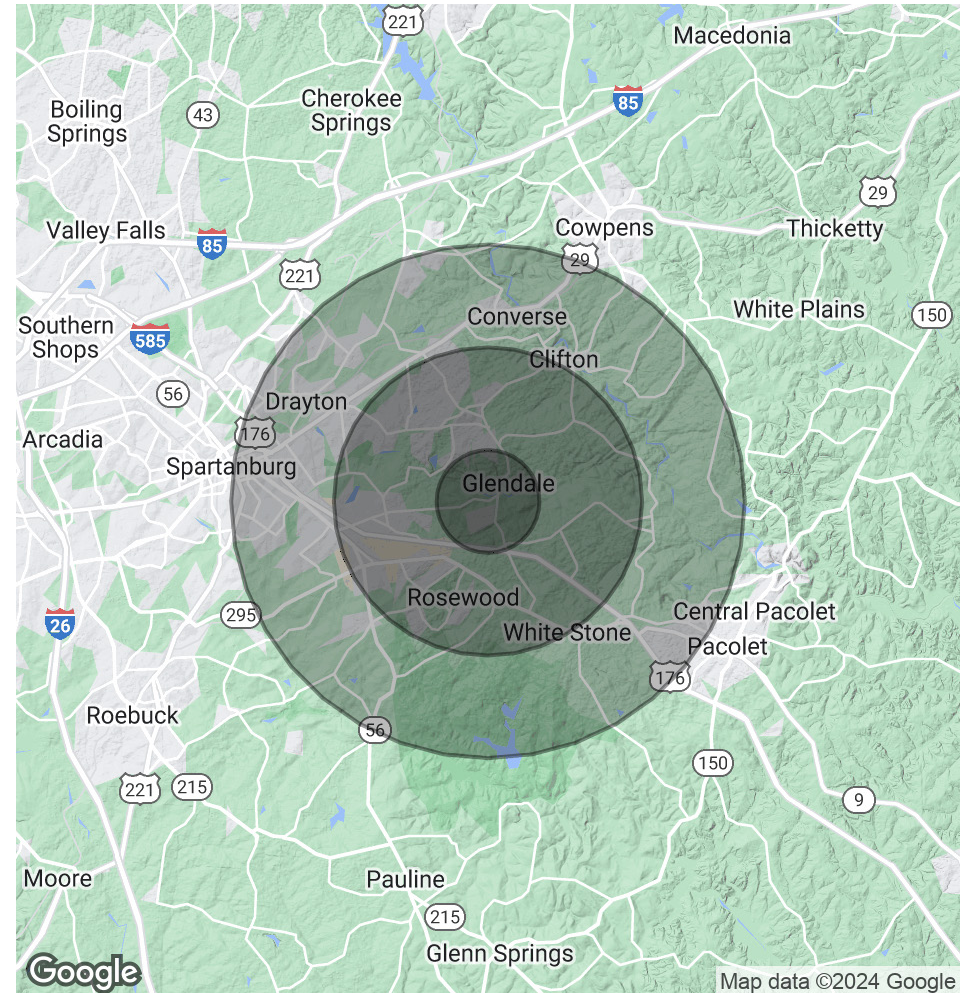 221
Macedonia
85
Boiling
Springs
43
Cherokee
Springs
29
Valley Falls
85
Cowpens
Thicketty
221
29
Southern
Shops
585
Converse
White Plains
150
Clifton
56
Drayton
Arcadia
176
Spartanburg
Glendale
Rosewood
295
26
White Stone
Central Pacolet
Pacolet
176
Roebuck
56
221
215
150
9
Moore
Pauline
215
Glenn Springs
Google
Map data ©2024 Google